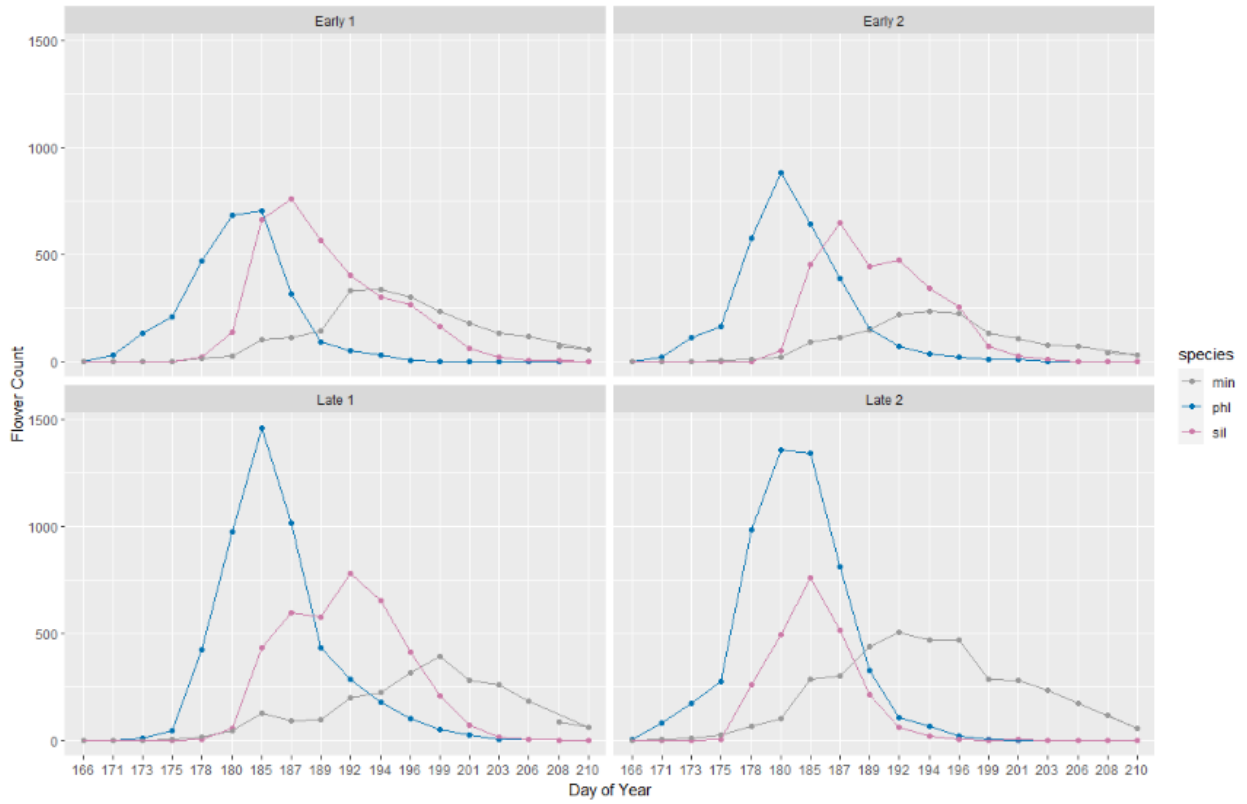 Early 1
Early 2
1500
1000
500
0
Late 1
Late 2
1500
1000
500
0
166 171 173 175 178 180 185 187 189 192 194 196 199 201 203 206 208 210
166 171 173 175 178 180 185 187 189 192 194 196 199 201 203 206 208 210
Day of Year
Flower Count
species
min
phl
sil